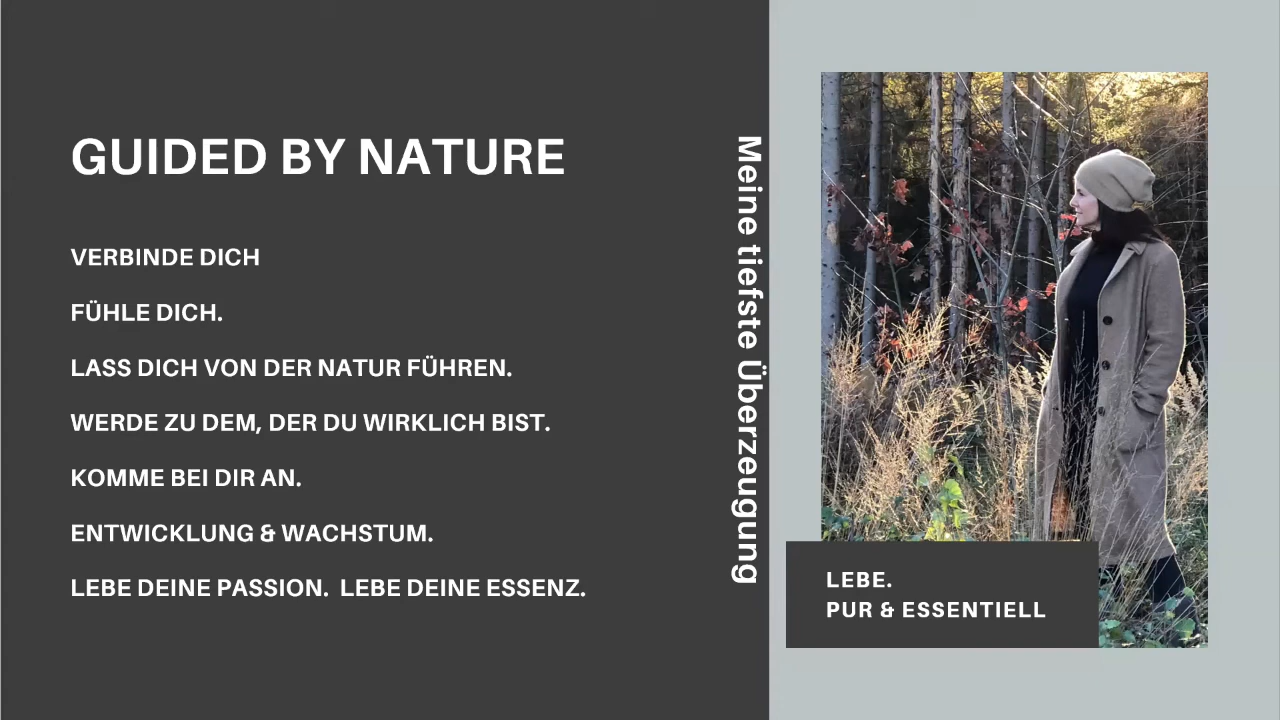 GUIDED BY NATURE
VERBINDE DICH
FÜHLE DICH.
LASS DICH VON DER NATUR FÜHREN.
WERDE ZU DEM, DER DU WIRKLICH BIST.
KOMME BEI DIR AN.
ENTWICKLUNG & WACHSTUM.
LEBE DEINE PASSION.  LEBE DEINE ESSENZ.
Meine tiefste Überzeugung
LEBE.
PUR & ESSENTIELL